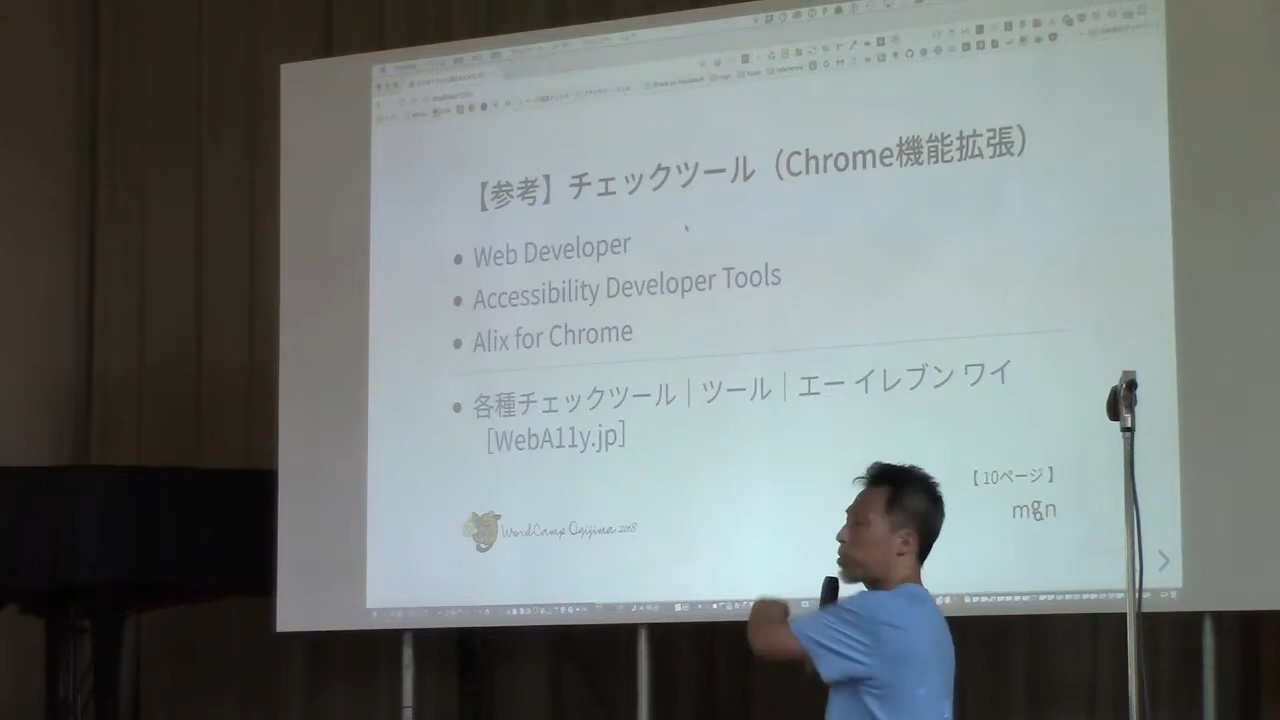 【参考】チェックツール（Chrome機能拡張）
Web Developer
Accessibility Developer Tools
Alix for Chrome
各種チェックツール｜ツール｜エー イレブン ワイ
［WebA11y.jp］
【 10ページ 】
mgn
WordCamp Ogijima 2018